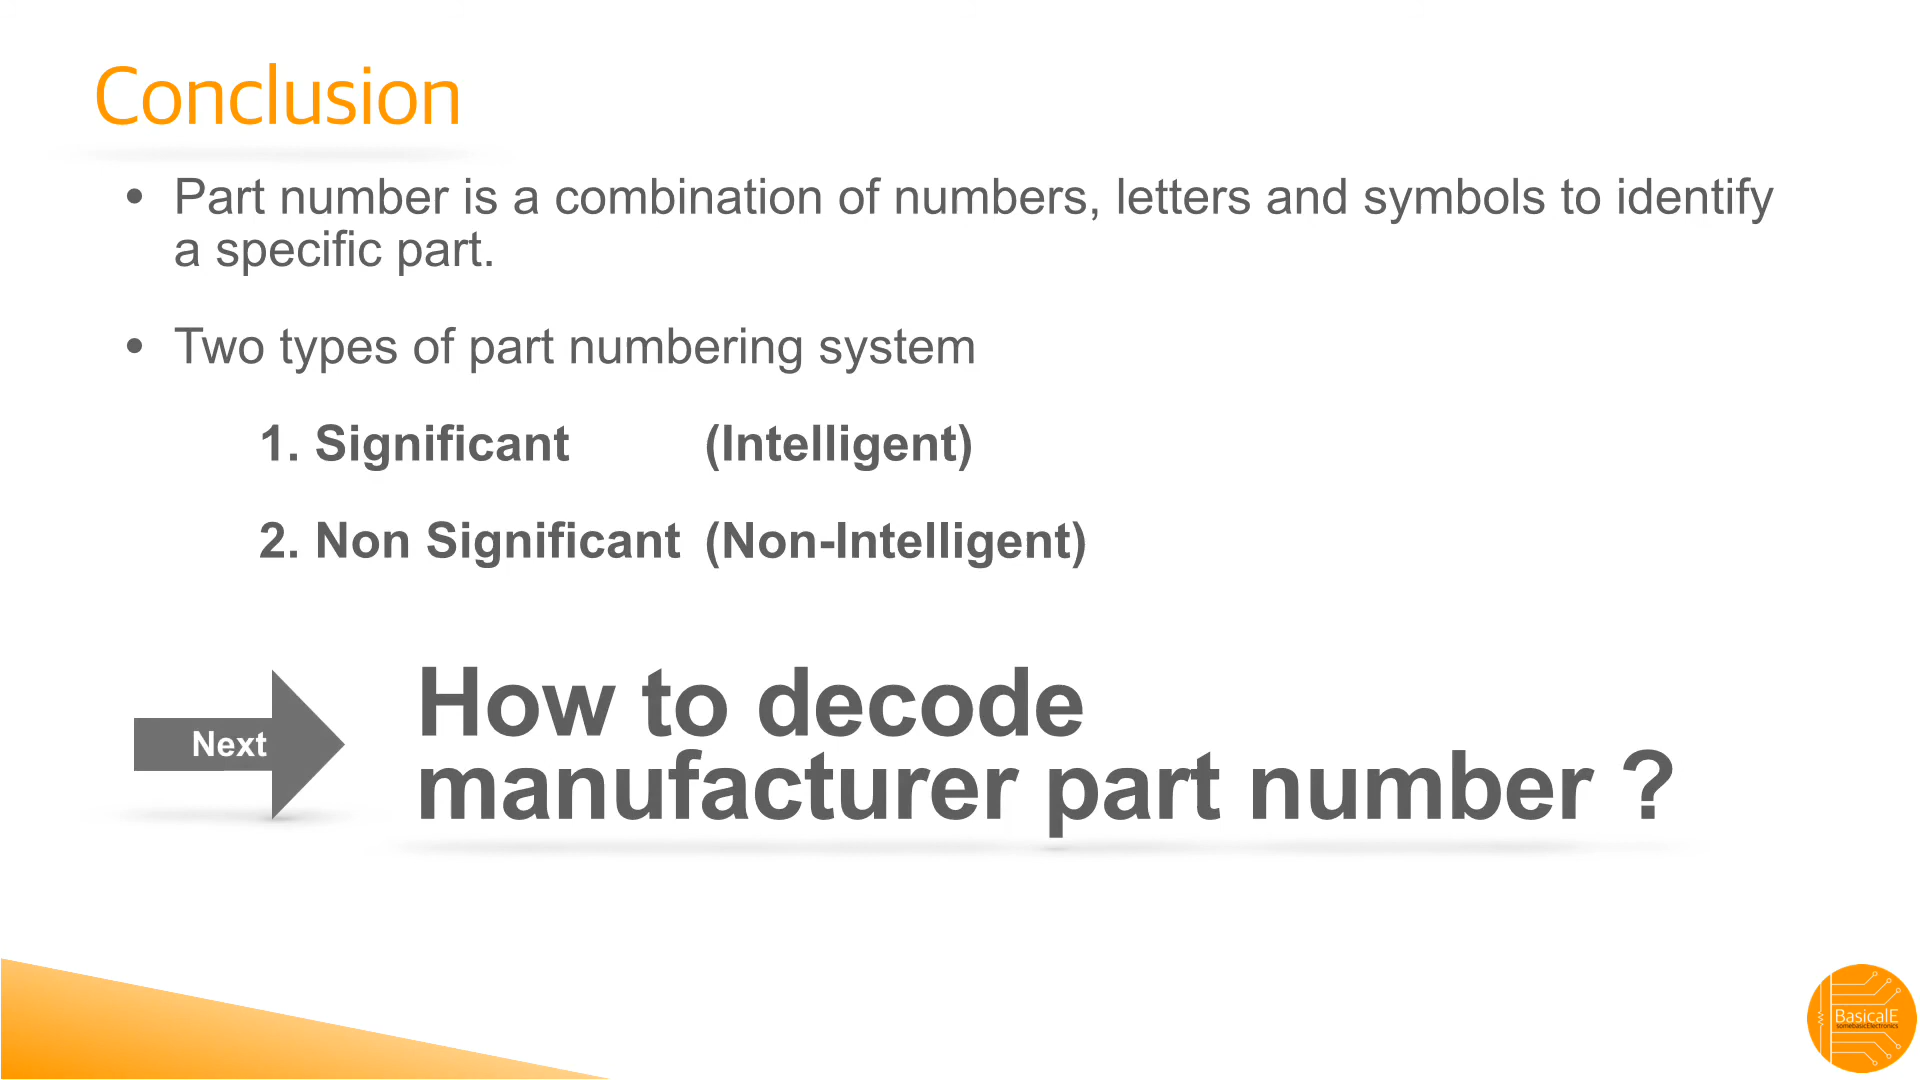 Conclusion
• Part number is a combination of numbers, letters and symbols to identify
a specific part.
• Two types of part numbering system
1. Significant (Intelligent)
2. Non Significant (Non-Intelligent)
Next
How to decode
manufacturer part number ?
BasicalE
somebasicElectronics